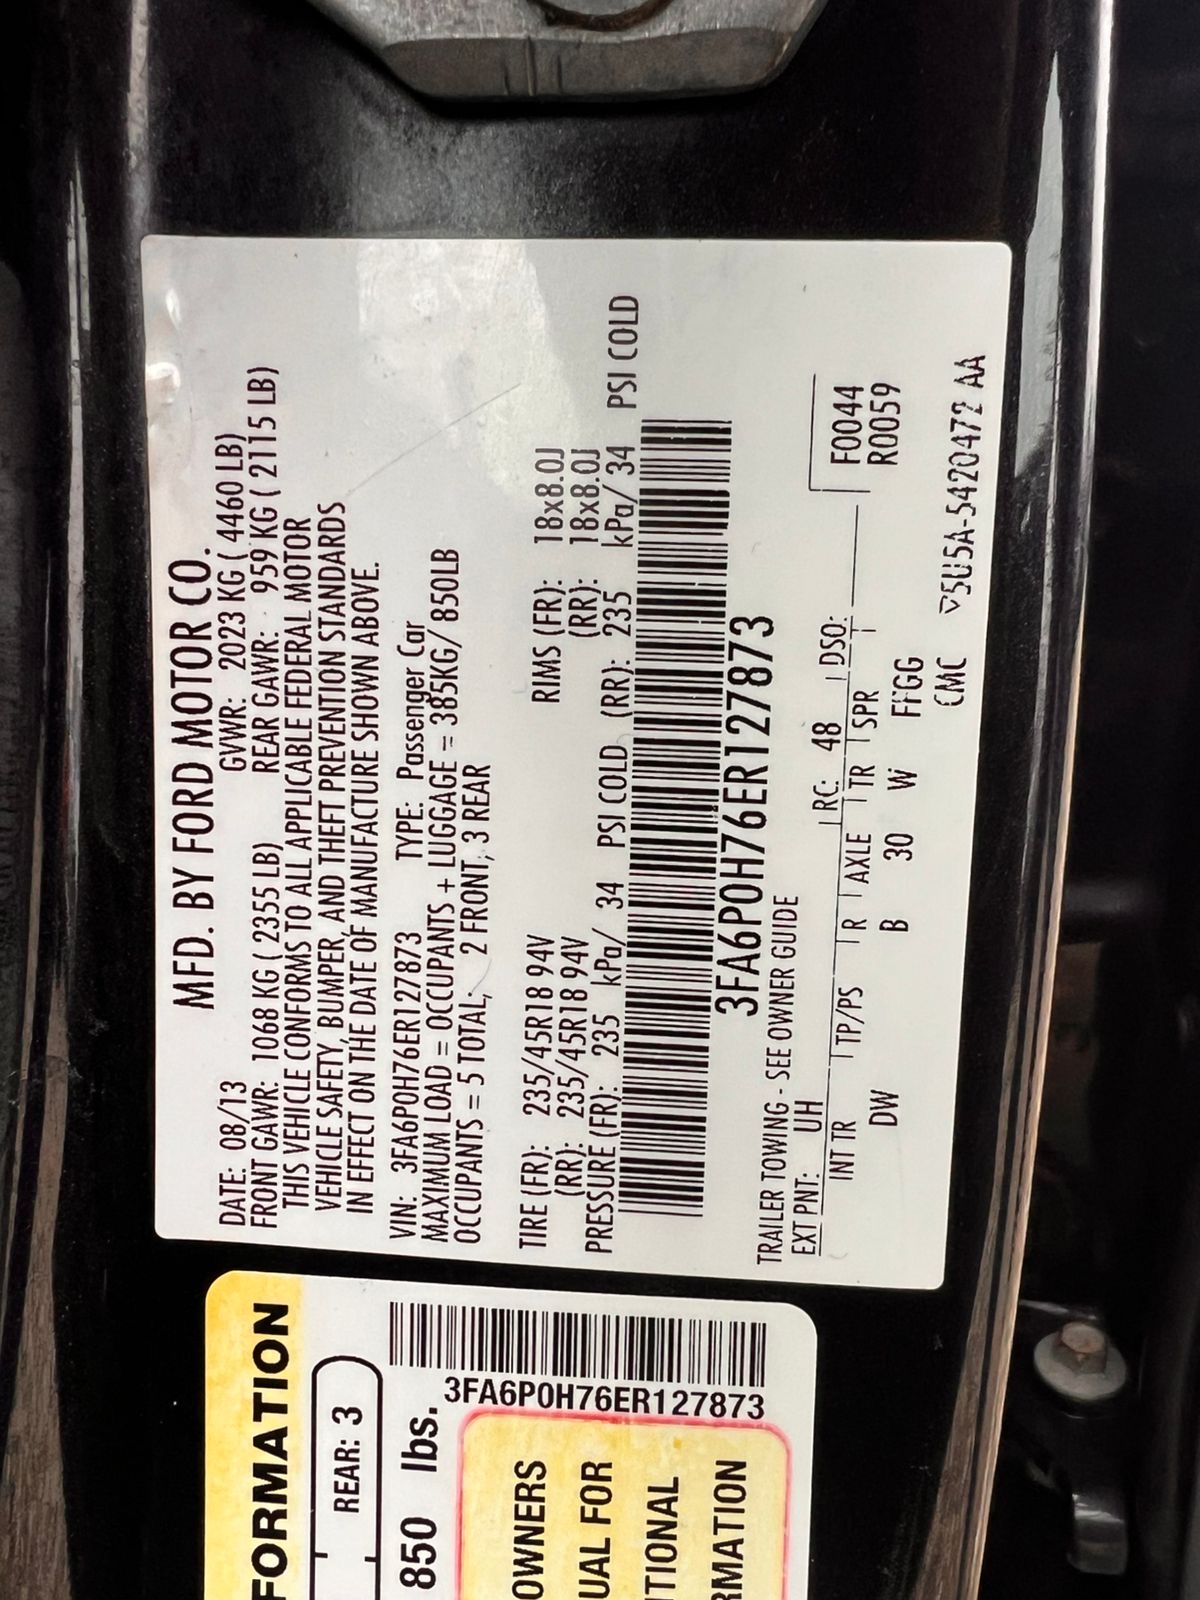 MFD. BY FORD MOTOR CO.
DATE: 08/13 GVWR: 2023 KG ( 4460 LB)
FRONT GAWR: 1068 KG ( 2355 LB) REAR GAWR: 959 KG ( 2115 LB)
THIS VEHICLE CONFORMS TO ALL APPLICABLE FEDERAL MOTOR
VEHICLE SAFETY, BUMPER, AND THEFT PREVENTION STANDARDS
IN EFFECT ON THE DATE OF MANUFACTURE SHOWN ABOVE.
VIN: 3FA6P0H76ER127873 TYPE: Passenger Car
MAXIMUM LOAD = OCCUPANTS + LUGGAGE = 385KG/ 850LB
OCCUPANTS = 5 TOTAL, 2 FRONT, 3 REAR
TIRE (FR): 235/45R18 94V RIMS (FR): 18x8.0J
(RR): 235/45R18 94V (RR): 18x8.0J
PRESSURE (FR): 235 kPa/ 34 PSI COLD (RR): 235 kPa/ 34 PSI COLD
3FA6P0H76ER127873
TRAILER TOWING - SEE OWNER GUIDE
EXT PNT: UH RC: 48 DSO:
INT TR TP/PS R AXLE TR SPR F0044
DW B 30 W FFGG R0059
CMC
5U5A-5420472 AA
FORMATION
REAR: 3
850 lbs.
3FA6P0H76ER127873
OWNERS
UAL FOR
TIONAL
RMATION